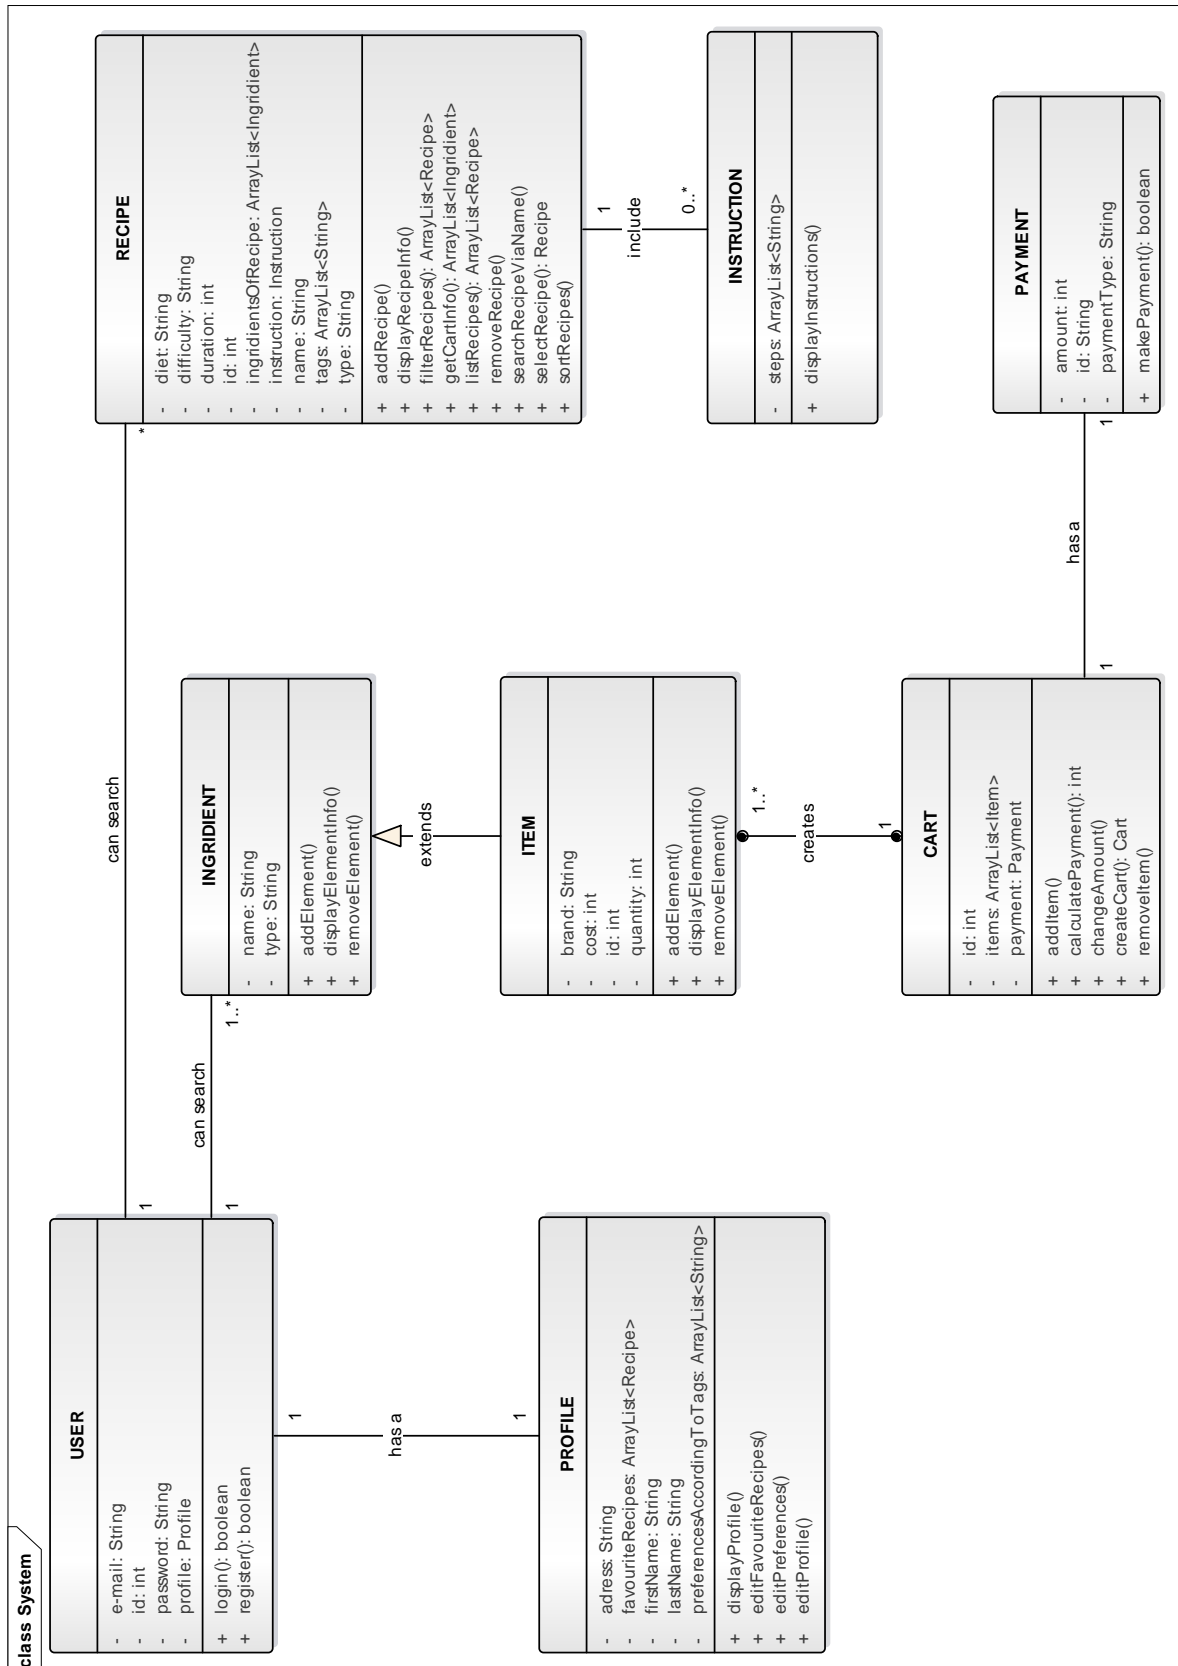 class System
USER
- e-mail: String
- id: int
- password: String
- profile: Profile
+ login(): boolean
+ register(): boolean
1
can search
*
1
can search
1..*
1
has a
1
PROFILE
- adress: String
- favouriteRecipes: ArrayList<Recipe>
- firstName: String
- lastName: String
- preferencesAccordingToTags: ArrayList<String>
+ displayProfile()
+ editFavouriteRecipes()
+ editPreferences()
+ editProfile()
INGRIDIENT
- name: String
- type: String
+ addElement()
+ displayElementInfo()
+ removeElement()
extends
ITEM
- brand: String
- cost: int
- id: int
- quantity: int
+ addElement()
+ displayElementInfo()
+ removeElement()
1..*
creates
1
CART
- id: int
- items: ArrayList<Item>
- payment: Payment
+ addItem()
+ calculatePayment(): int
+ changeAmount()
+ createCart(): Cart
+ removeItem()
1
has a
1
RECIPE
- diet: String
- difficulty: String
- duration: int
- id: int
- ingridientsOfRecipe: ArrayList<Ingridient>
- instruction: Instruction
- name: String
- tags: ArrayList<String>
- type: String
+ addRecipe()
+ displayRecipeInfo()
+ filterRecipes(): ArrayList<Recipe>
+ getCartInfo(): ArrayList<Ingridient>
+ listRecipes(): ArrayList<Recipe>
+ removeRecipe()
+ searchRecipeViaName()
+ selectRecipe(): Recipe
+ sortRecipes()
1
include
0..*
INSTRUCTION
- steps: ArrayList<String>
+ displayInstructions()
PAYMENT
- amount: int
- id: String
- paymentType: String
+ makePayment(): boolean